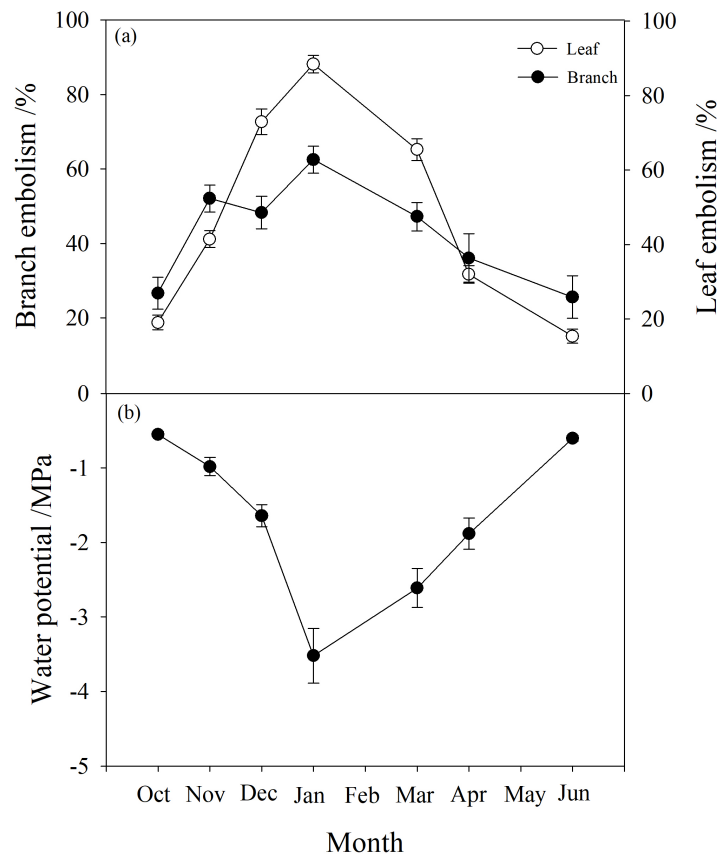 (a)
Leaf
Branch
100
80
60
40
20
0
Branch embolism /%
100
80
60
40
20
0
Leaf embolism /%
(b)
-1
-2
-3
-4
-5
Water potential /MPa
Oct Nov Dec Jan Feb Mar Apr May Jun
Month